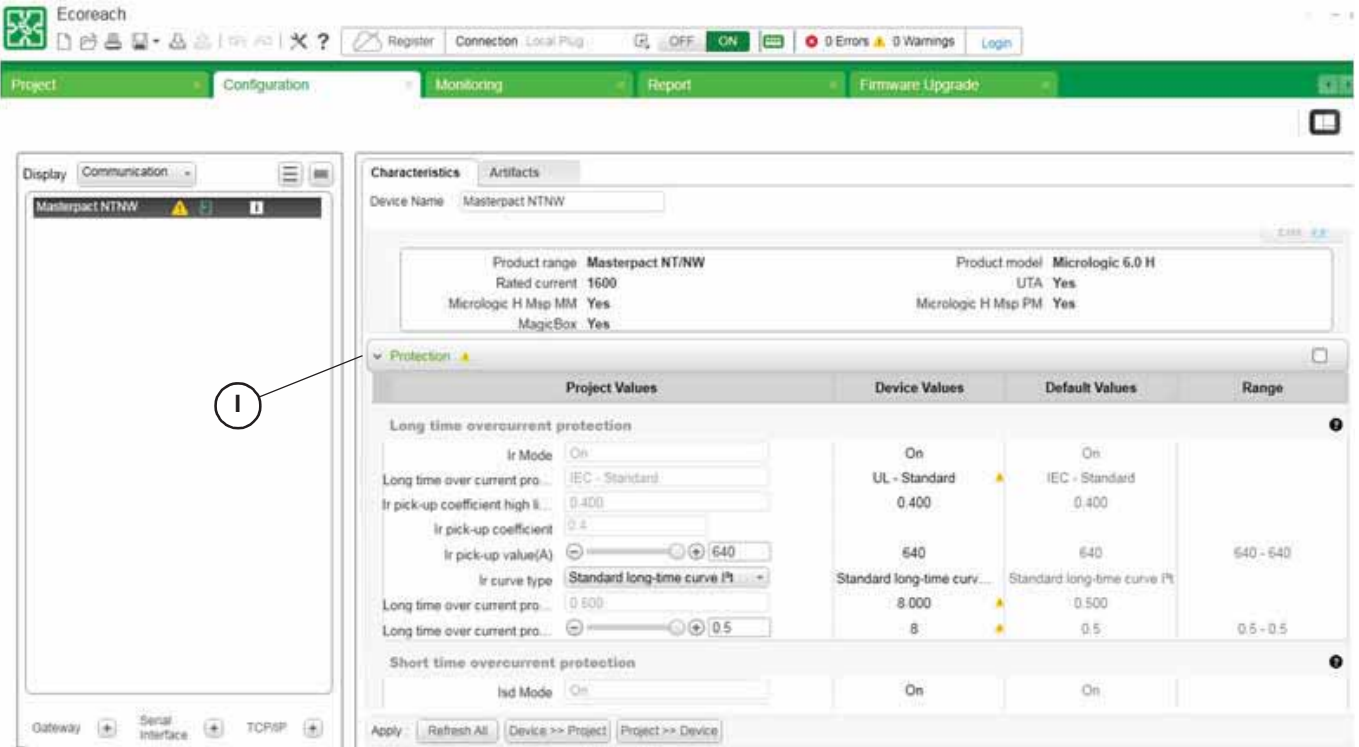 Ecoreach
? Register Connection Local Plug OFF ON 0 Errors 0 Warnings Login
Project Configuration Monitoring Report Firmware Upgrade
Display Communication
Masterpact NTNW
Characteristics Artifacts
Device Name Masterpact NTNW
Product range Masterpact NT/NW Product model Micrologic 6.0 H
Rated current 1600 UTA Yes
Micrologic H Msp MM Yes Micrologic H Msp PM Yes
MagicBox Yes
Protection
I
Project Values Device Values Default Values Range
Long time overcurrent protection
Ir Mode On On On
Long time over current pro... IEC - Standard UL - Standard IEC - Standard
Ir pick-up coefficient high li... 0.400 0.400 0.400
Ir pick-up coefficient 0.4
Ir pick-up value(A) 640 640 640 640 - 640
Ir curve type Standard long-time curve I²t Standard long-time curv... Standard long-time curve I²t
Long time over current pro... 0.500 8.000 0.500
Long time over current pro... 0.5 8 0.5 0.5 - 0.5
Short time overcurrent protection
Isd Mode On On On
Gateway Serial Interface TCP/IP
Apply : Refresh All Device >> Project Project >> Device